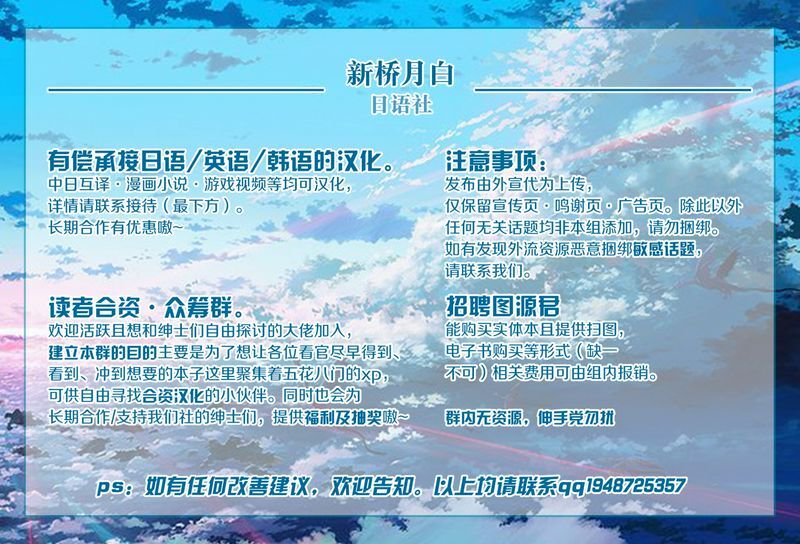 新桥月白
日语社
有偿承接日语/英语/韩语的汉化。
中日互译·漫画小说·游戏视频等均可汉化,
详情请联系接待（最下方）。
长期合作有优惠嗷~
注意事项：
发布由外宣代为上传,
仅保留宣传页·鸣谢页·广告页。除此以外
任何无关话题均非本组添加，请勿捆绑。
如有发现外流资源恶意捆绑敏感话题,
请联系我们。
读者合资·众筹群。
欢迎活跃且想和绅士们自由探讨的大佬加入,
建立本群的目的主要是为了想让各位看官尽早得到、
看到、冲到想要的本子这里聚集着五花八门的xp,
可供自由寻找合资汉化的小伙伴。同时也会为
长期合作/支持我们社的绅士们，提供福利及抽奖嗷~
招聘图源君
能购买实体本且提供扫图,
电子书购买等形式（缺一
不可）相关费用可由组内报销。
群内无资源，伸手党勿扰
ps：如有任何改善建议，欢迎告知。以上均请联系qq1948725357